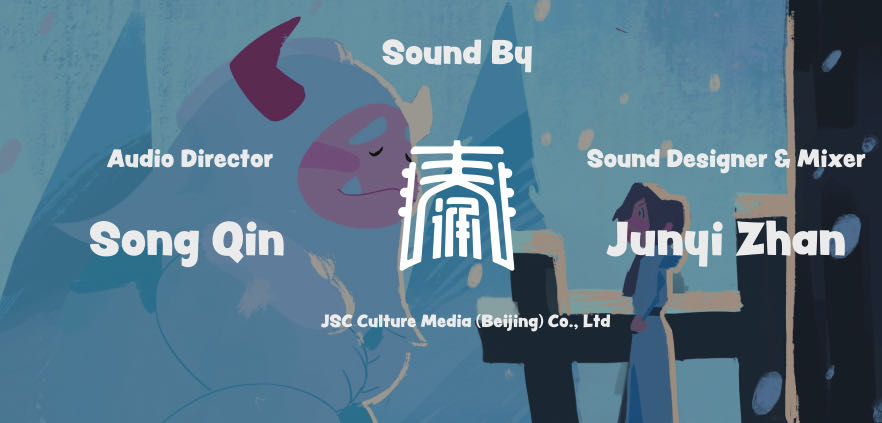 Sound By
Audio Director
Sound Designer & Mixer
Song Qin
Junyi Zhan
JSC Culture Media (Beijing) Co., Ltd